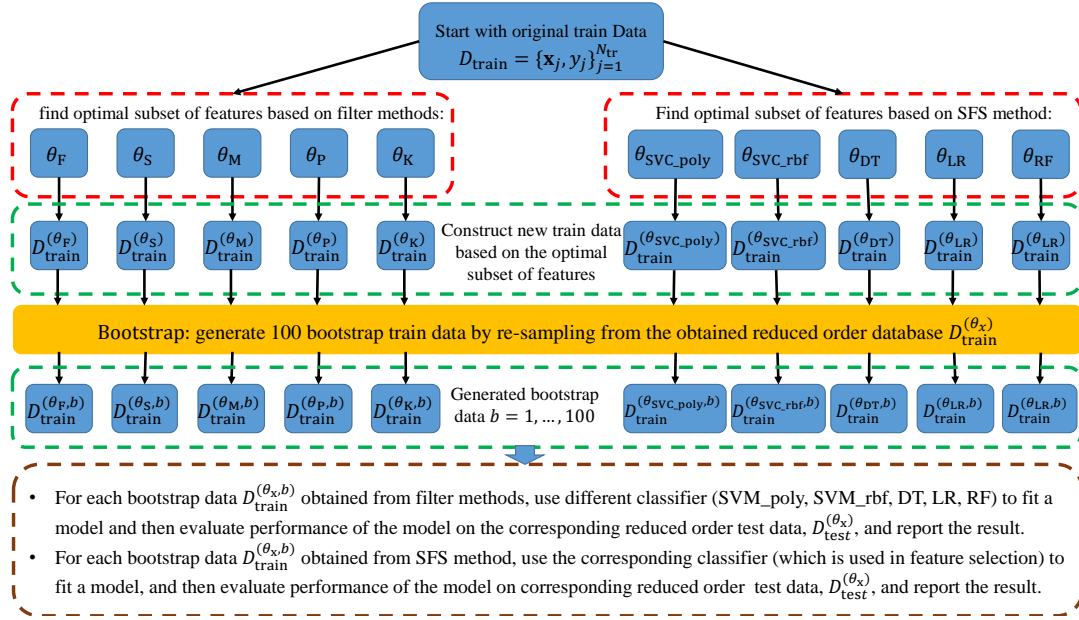 Start with original train Data
D_train = {x_j, y_j}_{j=1}^{N_tr}
find optimal subset of features based on filter methods:
Find optimal subset of features based on SFS method:
θ_F θ_S θ_M θ_P θ_K θ_SVC_poly θ_SVC_rbf θ_DT θ_LR θ_RF
D_train^(θ_F) D_train^(θ_S) D_train^(θ_M) D_train^(θ_P) D_train^(θ_K)
Construct new train data
based on the optimal
subset of features
D_train^(θ_SVC_poly) D_train^(θ_SVC_rbf) D_train^(θ_DT) D_train^(θ_LR) D_train^(θ_LR)
Bootstrap: generate 100 bootstrap train data by re-sampling from the obtained reduced order database D_train^(θ_x)
D_train^(θ_F,b) D_train^(θ_S,b) D_train^(θ_M,b) D_train^(θ_P,b) D_train^(θ_K,b)
Generated bootstrap
data b = 1, … , 100
D_train^(θ_SVC_poly,b) D_train^(θ_SVC_rbf,b) D_train^(θ_DT,b) D_train^(θ_LR,b) D_train^(θ_LR,b)
• For each bootstrap data D_train^(θ_x,b) obtained from filter methods, use different classifier (SVM_poly, SVM_rbf, DT, LR, RF) to fit a
model and then evaluate performance of the model on the corresponding reduced order test data, D_test^(θ_x), and report the result.
• For each bootstrap data D_train^(θ_x,b) obtained from SFS method, use the corresponding classifier (which is used in feature selection) to
fit a model, and then evaluate performance of the model on corresponding reduced order test data, D_test^(θ_x), and report the result.